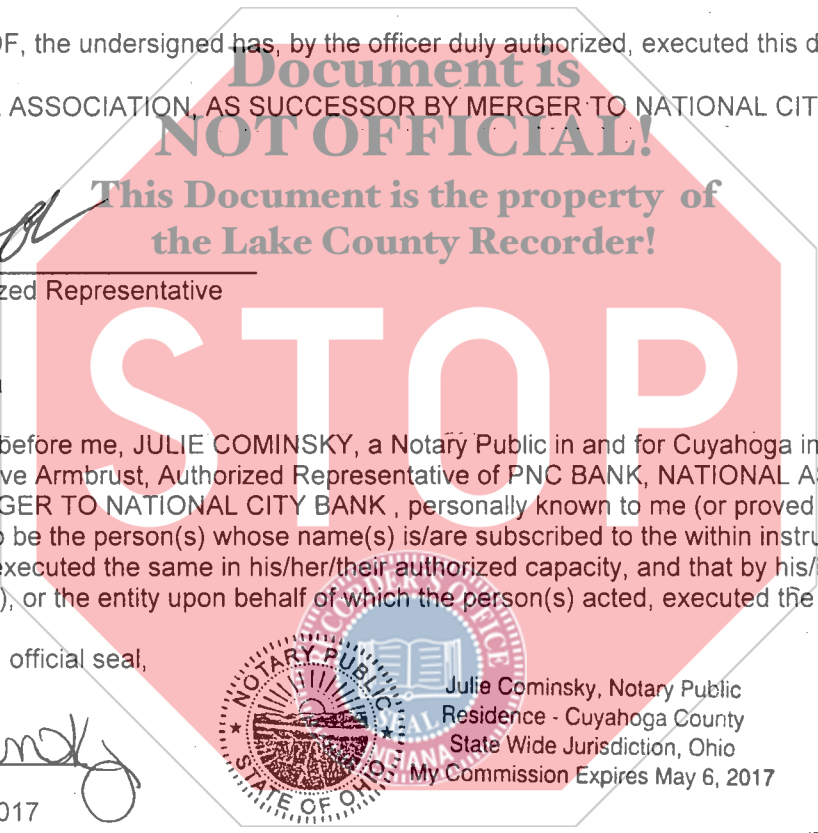 OF, the undersigned has, by the officer duly authorized, executed this d
Document is
ASSOCIATION, AS SUCCESSOR BY MERGER TO NATIONAL CIT
NOT OFFICIAL!
This Document is the property of
the Lake County Recorder!
zed Representative
STOP
before me, JULIE COMINSKY, a Notary Public in and for Cuyahoga in
ve Armbrust, Authorized Representative of PNC BANK, NATIONAL A
GER TO NATIONAL CITY BANK , personally known to me (or proved
o be the person(s) whose name(s) is/are subscribed to the within instru
executed the same in his/her/their authorized capacity, and that by his/
), or the entity upon behalf of which the person(s) acted, executed the
official seal,
RECORDER'S OFFICE
SEAL
INDIANA
NOTARY PUBLIC
STATE OF OHIO
Julie Cominsky, Notary Public
Residence - Cuyahoga County
State Wide Jurisdiction, Ohio
My Commission Expires May 6, 2017
017